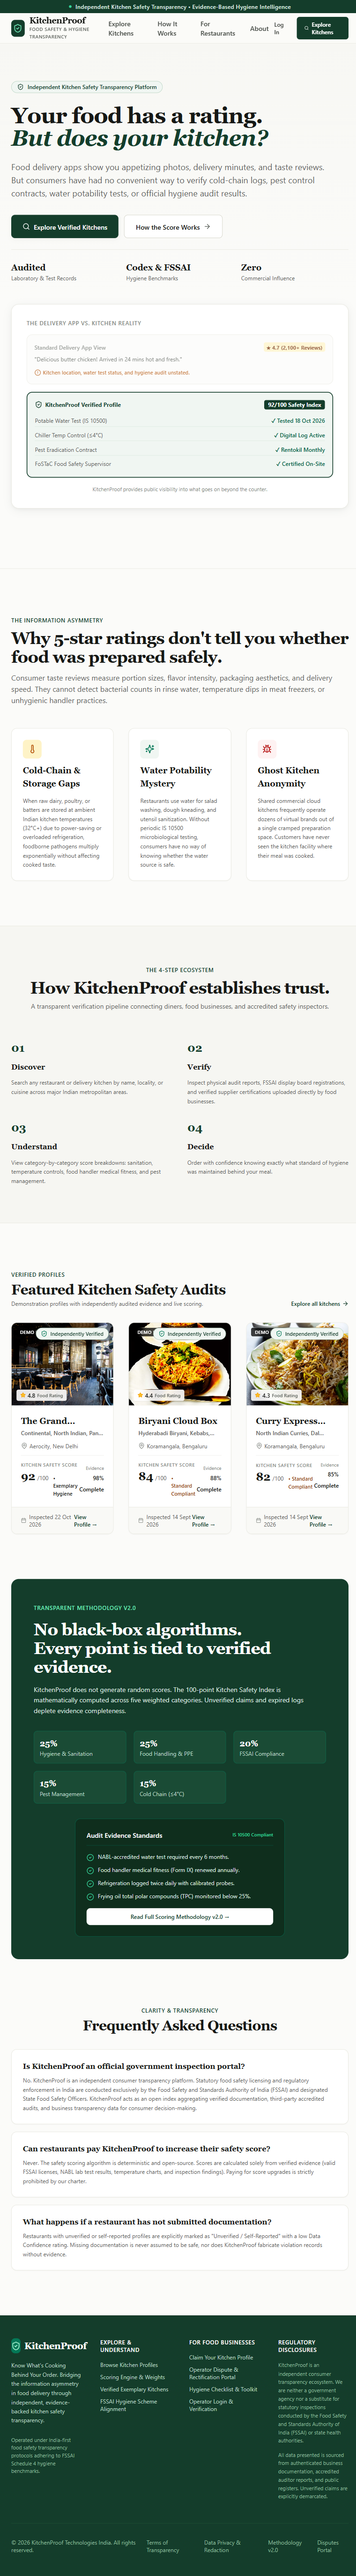 Independent Kitchen Safety Transparency • Evidence-Based Hygiene Intelligence
KitchenProof
FOOD SAFETY & HYGIENE
TRANSPARENCY
Explore
Kitchens
How It
Works
For
Restaurants
About
Log
In
Explore
Kitchens
Independent Kitchen Safety Transparency Platform
Your food has a rating.
But does your kitchen?
Food delivery apps show you appetizing photos, delivery minutes, and taste reviews.
But consumers have had no convenient way to verify cold-chain logs, pest control
contracts, water potability tests, or official hygiene audit results.
Explore Verified Kitchens
How the Score Works →
Audited
Laboratory & Test Records
Codex & FSSAI
Hygiene Benchmarks
Zero
Commercial Influence
THE DELIVERY APP VS. KITCHEN REALITY
Standard Delivery App View
★ 4.7 (2,100+ Reviews)
"Delicious butter chicken! Arrived in 24 mins hot and fresh."
Kitchen location, water test status, and hygiene audit unstated.
KitchenProof Verified Profile
92/100 Safety Index
Potable Water Test (IS 10500)
✓ Tested 18 Oct 2026
Chiller Temp Control (≤4°C)
✓ Digital Log Active
Pest Eradication Contract
✓ Rentokil Monthly
FoSTaC Food Safety Supervisor
✓ Certified On-Site
KitchenProof provides public visibility into what goes on beyond the counter.
THE INFORMATION ASYMMETRY
Why 5-star ratings don't tell you whether
food was prepared safely.
Consumer taste reviews measure portion sizes, flavor intensity, packaging aesthetics, and delivery
speed. They cannot detect bacterial counts in rinse water, temperature dips in meat freezers, or
unhygienic handler practices.
Cold-Chain &
Storage Gaps
When raw dairy, poultry, or
batters are stored at ambient
Indian kitchen temperatures
(32°C+) due to power-saving or
overloaded refrigeration,
foodborne pathogens multiply
exponentially without affecting
cooked taste.
Water Potability
Mystery
Restaurants use water for salad
washing, dough kneading, and
utensil sanitization. Without
periodic IS 10500
microbiological testing,
consumers have no way of
knowing whether the water
source is safe.
Ghost Kitchen
Anonymity
Shared commercial cloud
kitchens frequently operate
dozens of virtual brands out of
a single cramped preparation
space. Customers have never
seen the kitchen facility where
their meal was cooked.
THE 4-STEP ECOSYSTEM
How KitchenProof establishes trust.
A transparent verification pipeline connecting diners, food businesses, and accredited safety inspectors.
01
Discover
Search any restaurant or delivery kitchen by name, locality, or
cuisine across major Indian metropolitan areas.
02
Verify
Inspect physical audit reports, FSSAI display board registrations,
and verified supplier certifications uploaded directly by food
businesses.
03
Understand
View category-by-category score breakdowns: sanitation,
temperature controls, food handler medical fitness, and pest
management.
04
Decide
Order with confidence knowing exactly what standard of hygiene
was maintained behind your meal.
VERIFIED PROFILES
Featured Kitchen Safety Audits
Demonstration profiles with independently audited evidence and live scoring.
Explore all kitchens →
DEMO
Independently Verified
★ 4.8 Food Rating
The Grand...
Continental, North Indian, Pan...
Aerocity, New Delhi
KITCHEN SAFETY SCORE
92 /100
• Exemplary
Hygiene
Evidence
98%
Complete
Inspected 22 Oct
2026
View
Profile →
DEMO
Independently Verified
★ 4.4 Food Rating
Biryani Cloud Box
Hyderabadi Biryani, Kebabs,...
Koramangala, Bengaluru
KITCHEN SAFETY SCORE
84 /100
• Standard
Compliant
Evidence
88%
Complete
Inspected 14 Sept
2026
View
Profile →
DEMO
Independently Verified
★ 4.3 Food Rating
Curry Express...
North Indian Curries, Dal...
Koramangala, Bengaluru
KITCHEN SAFETY SCORE
82 /100
• Standard
Compliant
Evidence
85%
Complete
Inspected 14 Sept
2026
View
Profile →
TRANSPARENT METHODOLOGY V2.0
No black-box algorithms.
Every point is tied to verified
evidence.
KitchenProof does not generate random scores. The 100-point Kitchen Safety Index is
mathematically computed across five weighted categories. Unverified claims and expired logs
deplete evidence completeness.
25%
Hygiene & Sanitation
25%
Food Handling & PPE
20%
FSSAI Compliance
15%
Pest Management
15%
Cold Chain (≤4°C)
Audit Evidence Standards
IS 10500 Compliant
NABL-accredited water test required every 6 months.
Food handler medical fitness (Form IX) renewed annually.
Refrigeration logged twice daily with calibrated probes.
Frying oil total polar compounds (TPC) monitored below 25%.
Read Full Scoring Methodology v2.0 →
CLARITY & TRANSPARENCY
Frequently Asked Questions
Is KitchenProof an official government inspection portal?
No. KitchenProof is an independent consumer transparency platform. Statutory food safety licensing and regulatory
enforcement in India are conducted exclusively by the Food Safety and Standards Authority of India (FSSAI) and designated
State Food Safety Officers. KitchenProof acts as an open index aggregating verified documentation, third-party accredited
audits, and business transparency data for consumer decision-making.
Can restaurants pay KitchenProof to increase their safety score?
Never. The safety scoring algorithm is deterministic and open-source. Scores are calculated solely from verified evidence (valid
FSSAI licenses, NABL lab test results, temperature charts, and inspection findings). Paying for score upgrades is strictly
prohibited by our charter.
What happens if a restaurant has not submitted documentation?
Restaurants with unverified or self-reported profiles are explicitly marked as "Unverified / Self-Reported" with a low Data
Confidence rating. Missing documentation is never assumed to be safe, nor does KitchenProof fabricate violation records
without evidence.
KitchenProof
Know What's Cooking
Behind Your Order. Bridging
the information asymmetry
in food delivery through
independent, evidence-
backed kitchen safety
transparency.
Operated under India-first
food safety transparency
protocols adhering to FSSAI
Schedule 4 hygiene
benchmarks.
EXPLORE &
UNDERSTAND
Browse Kitchen Profiles
Scoring Engine & Weights
Verified Exemplary Kitchens
FSSAI Hygiene Scheme
Alignment
FOR FOOD BUSINESSES
Claim Your Kitchen Profile
Operator Dispute &
Rectification Portal
Hygiene Checklist & Toolkit
Operator Login &
Verification
REGULATORY
DISCLOSURES
KitchenProof is an
independent consumer
transparency ecosystem. We
are neither a government
agency nor a substitute for
statutory inspections
conducted by the Food Safety
and Standards Authority of
India (FSSAI) or state health
authorities.
All data presented is sourced
from authenticated business
documentation, accredited
auditor reports, and public
registers. Unverified claims are
explicitly demarcated.
© 2026 KitchenProof Technologies India. All rights
reserved.
Terms of
Transparency
Data Privacy &
Redaction
Methodology
v2.0
Disputes
Portal